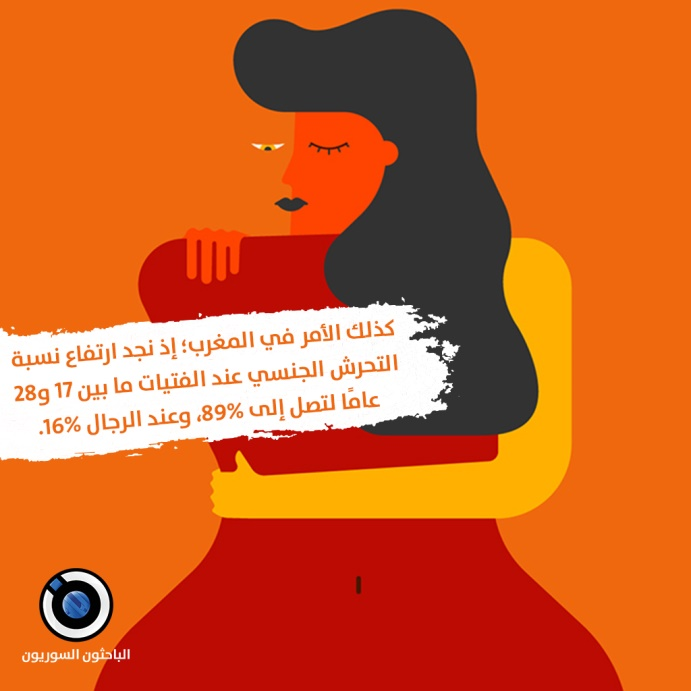 كذلك الأمر في المغرب؛ إذ نجد ارتفاع نسبة
التحرش الجنسي عند الفتيات ما بين 17 و28
عامًا لتصل إلى 89%، وعند الرجال 16%.
الباحثون السوريون